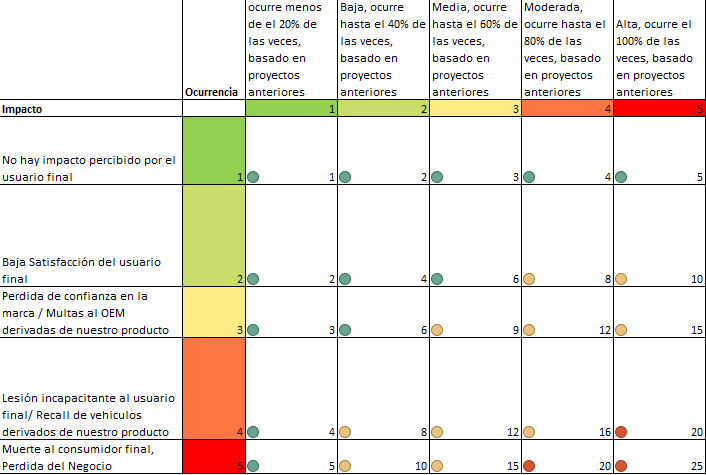 ocurre menos
de el 20% de
las veces,
basado en
proyectos
anteriores
Baja, ocurre
hasta el 40% de
las veces,
basado en
proyectos
anteriores
Media, ocurre
hasta el 60% de
las veces,
basado en
proyectos
anteriores
Moderada,
ocurre hasta el
80% de las
veces, basado
en proyectos
anteriores
Alta, ocurre el
100% de las
veces, basado
en proyectos
anteriores
Ocurrencia
Impacto 1 2 3 4 5
No hay impacto percibido por el
usuario final 1 1 2 3 4 5
Baja Satisfacción del usuario
final 2 2 4 6 8 10
Perdida de confianza en la
marca / Multas al OEM
derivadas de nuestro producto 3 3 6 9 12 15
Lesión incapacitante al usuario
final/ Recall de vehiculos
derivados de nuestro producto 4 4 8 12 16 20
Muerte al consumidor final,
Perdida del Negocio 5 5 10 15 20 25